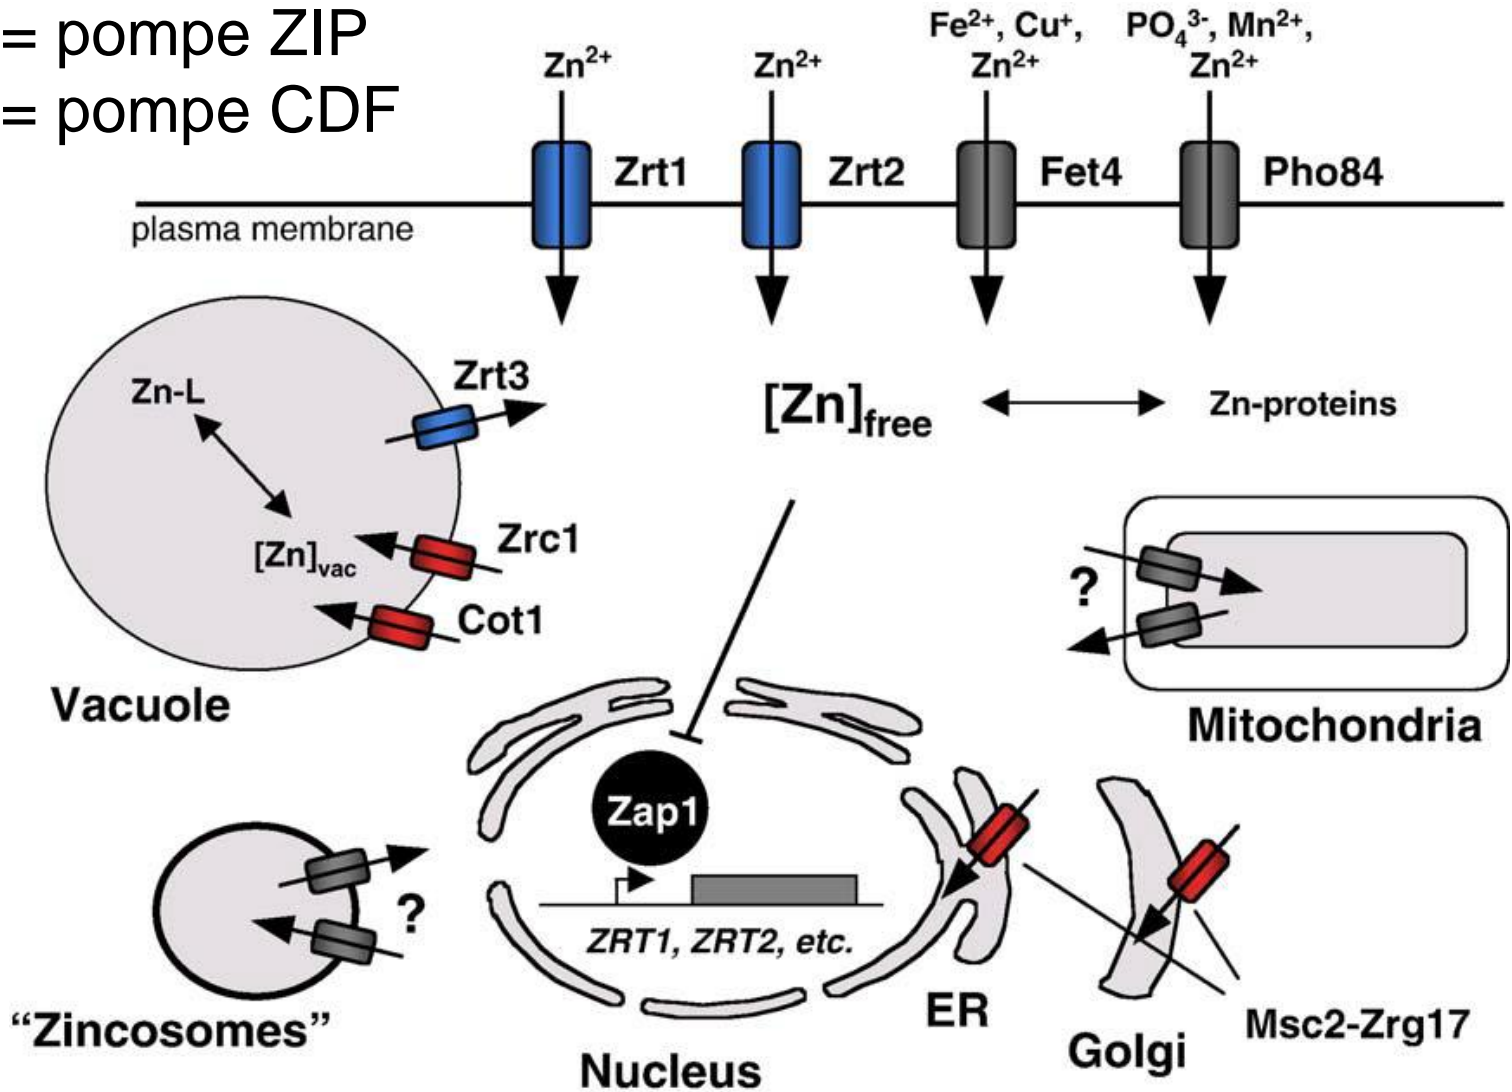 = pompe ZIP
= pompe CDF
Fe²⁺, Cu⁺,
Zn²⁺
PO₄³⁻, Mn²⁺,
Zn²⁺
Zn²⁺
Zn²⁺
Zrt1
Zrt2
Fet4
Pho84
plasma membrane
Zrt3
Zn-L
[Zn]free
Zn-proteins
Zrc1
[Zn]vac
Cot1
?
Vacuole
Mitochondria
Zap1
?
ZRT1, ZRT2, etc.
ER
“Zincosomes”
Msc2-Zrg17
Golgi
Nucleus